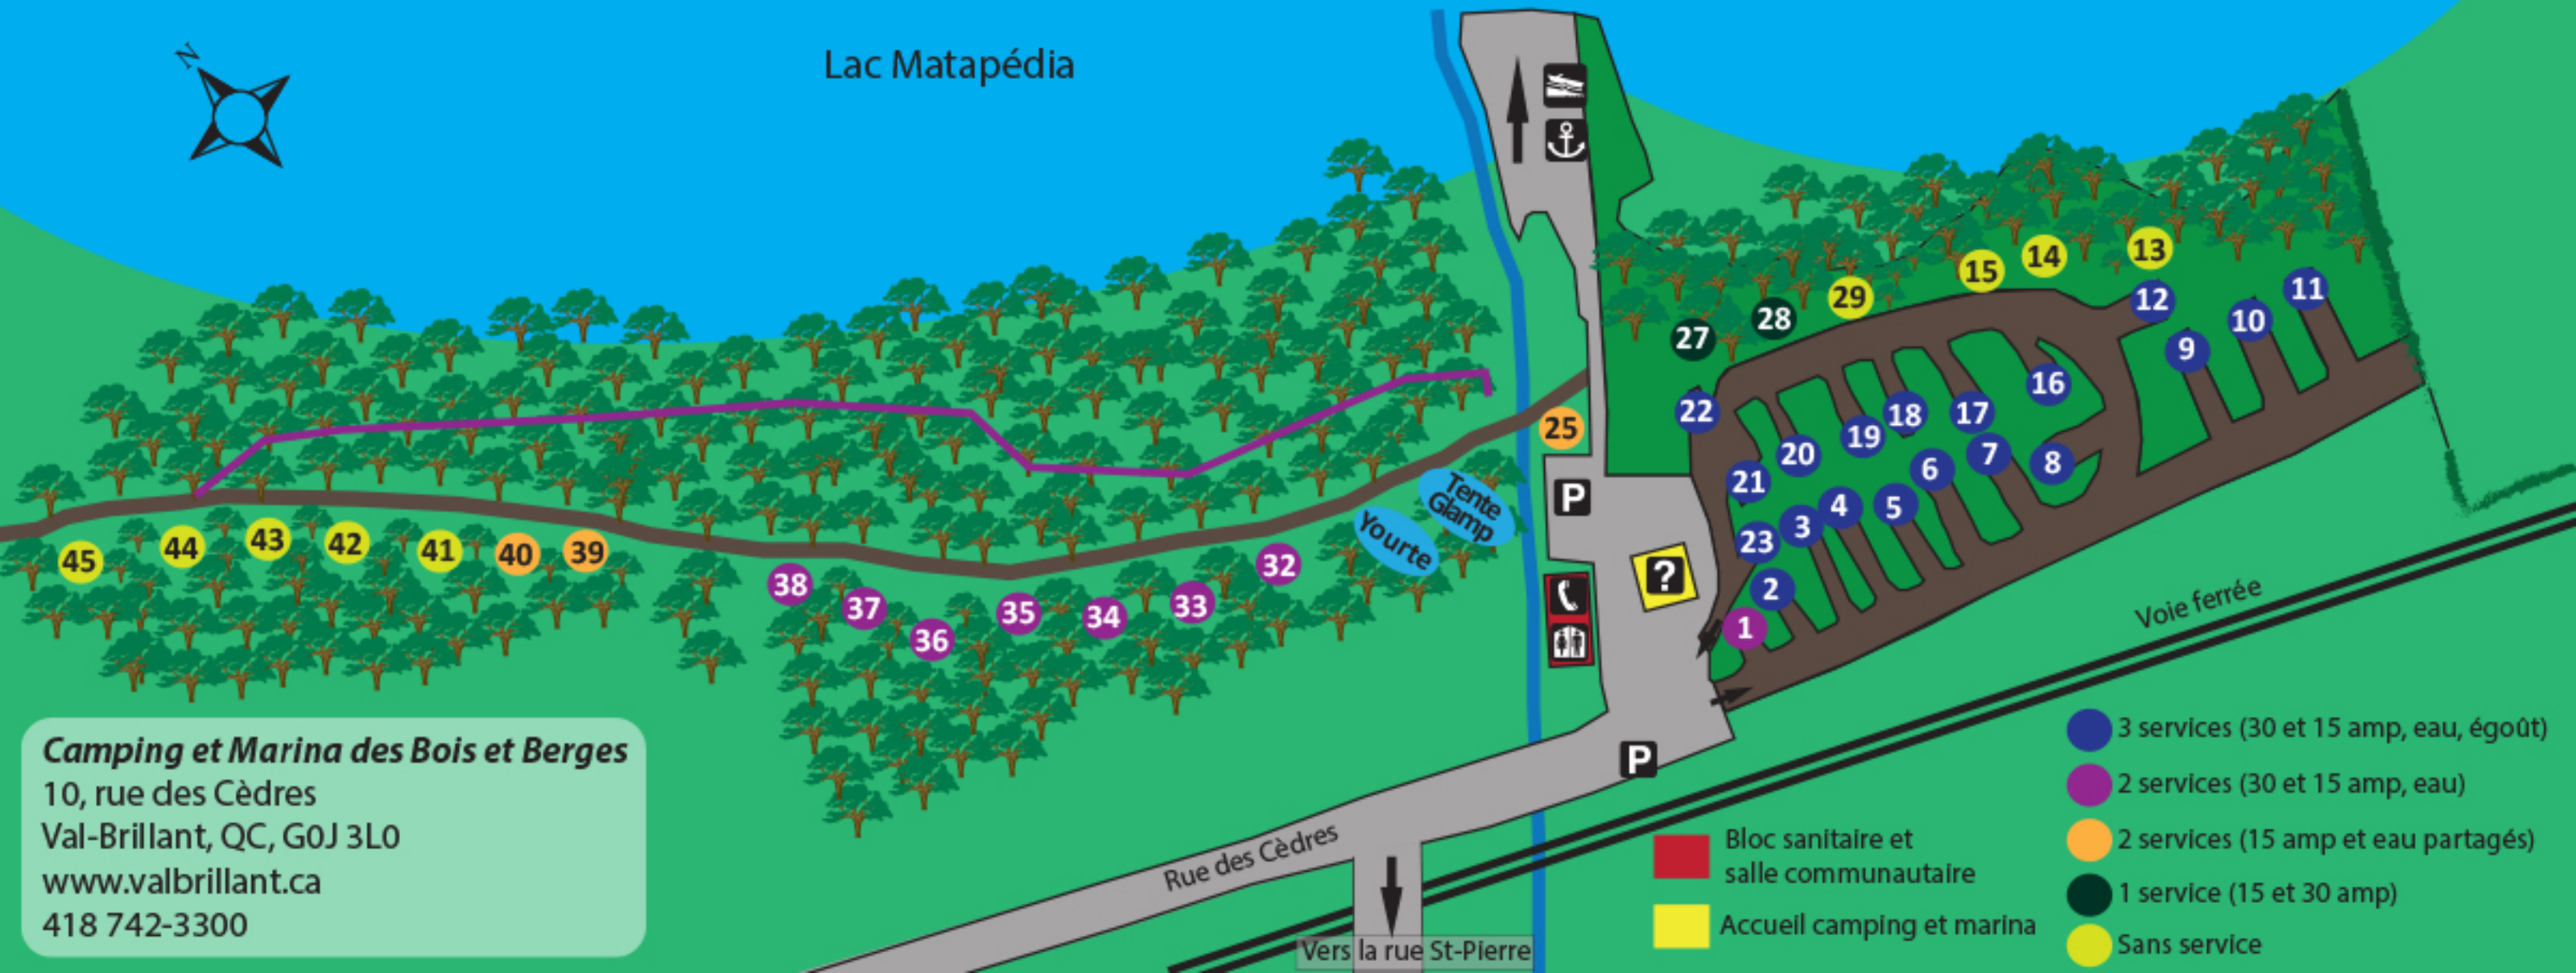 N
Lac Matapédia
13
14
15
29
28
27
12
11
10
9
16
22
18
17
19
20
21
6
7
8
25
P
4
5
3
23
2
1
?
Tente
Glamp
Yourte
45
44
43
42
41
40
39
38
37
36
35
34
33
32
Voie ferrée
P
Rue des Cèdres
Vers la rue St-Pierre
Camping et Marina des Bois et Berges
10, rue des Cèdres
Val-Brillant, QC, G0J 3L0
www.valbrillant.ca
418 742-3300
Bloc sanitaire et
salle communautaire
Accueil camping et marina
3 services (30 et 15 amp, eau, égoût)
2 services (30 et 15 amp, eau)
2 services (15 amp et eau partagés)
1 service (15 et 30 amp)
Sans service